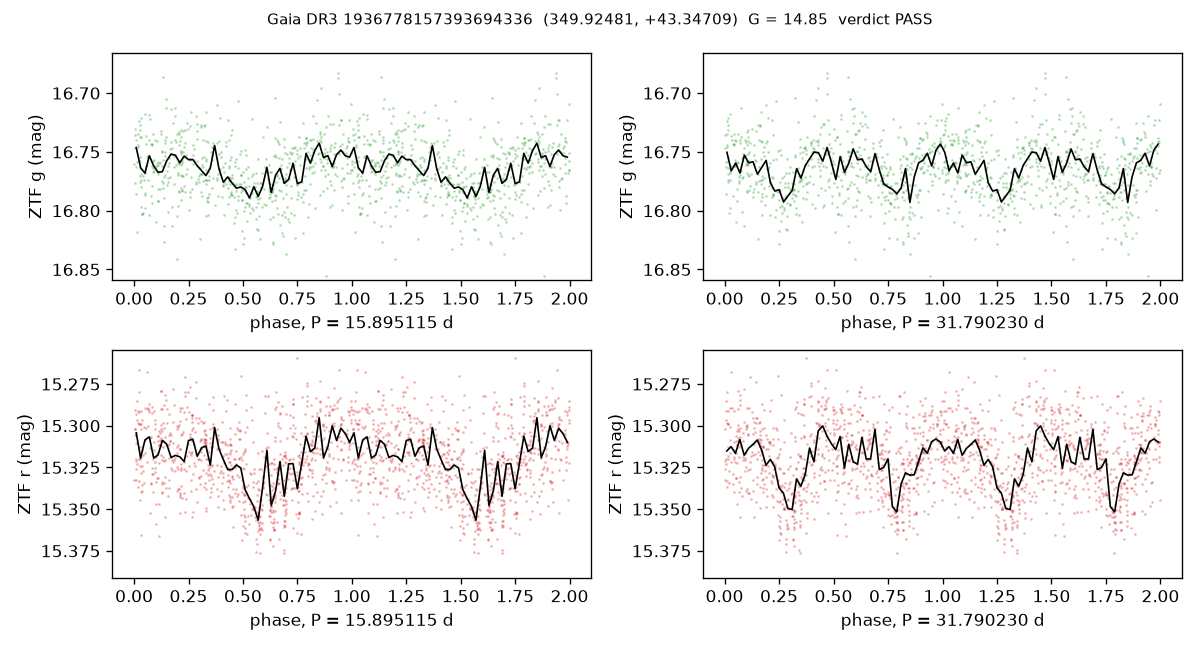 Gaia DR3 1936778157393694336  (349.92481, +43.34709)  G = 14.85  verdict PASS
ZTF g (mag)
16.70
16.75
16.80
16.85
0.00 0.25 0.50 0.75 1.00 1.25 1.50 1.75 2.00
phase, P = 15.895115 d
ZTF g (mag)
16.70
16.75
16.80
16.85
0.00 0.25 0.50 0.75 1.00 1.25 1.50 1.75 2.00
phase, P = 31.790230 d
ZTF r (mag)
15.275
15.300
15.325
15.350
15.375
0.00 0.25 0.50 0.75 1.00 1.25 1.50 1.75 2.00
phase, P = 15.895115 d
ZTF r (mag)
15.275
15.300
15.325
15.350
15.375
0.00 0.25 0.50 0.75 1.00 1.25 1.50 1.75 2.00
phase, P = 31.790230 d